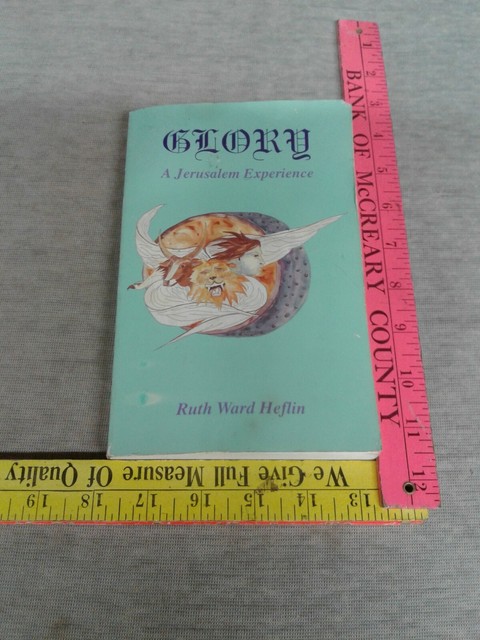 GLORY
A Jerusalem Experience
Ruth Ward Heflin
BANK OF McCREARY COUNTY
1 2 3 4 5 6 7 8 9 10 11 12
We Give Full Measure Of Quality
13 14 15 16 17 18 19